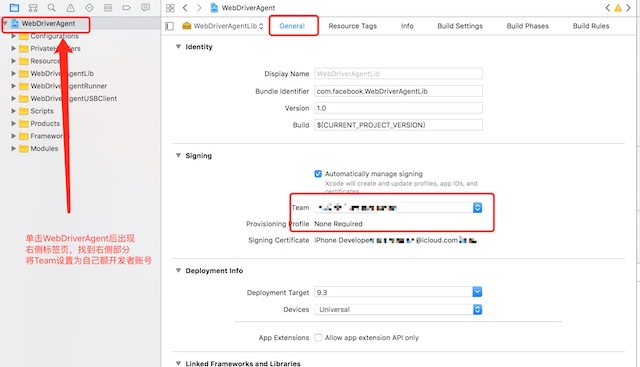 WebDriverAgent
WebDriverAgent
Configurations
PrivateHeaders
Resour
WebDriverAgentLib
WebDriverAgentRunner
WebDriverAgentUSBClient
Scripts
Products
Framewor
Modules
单击WebDriverAgent后出现
右侧标签页，找到右侧部分
将Team设置为自己额开发者账号
WebDriverAgentLib
General
Resource Tags
Info
Build Settings
Build Phases
Build Rules
Identity
Display Name
WebDriverAgentLib
Bundle Identifier
com.facebook.WebDriverAgentLib
Version
1.0
Build
$(CURRENT_PROJECT_VERSION)
Signing
Automatically manage signing
Xcode will create and update profiles, app IDs, and
certificates.
Team
Provisioning Profile
None Required
Signing Certificate
iPhone Developer
@icloud.com
Deployment Info
Deployment Target
9.3
Devices
Universal
App Extensions
Allow app extension API only
Linked Frameworks and Libraries